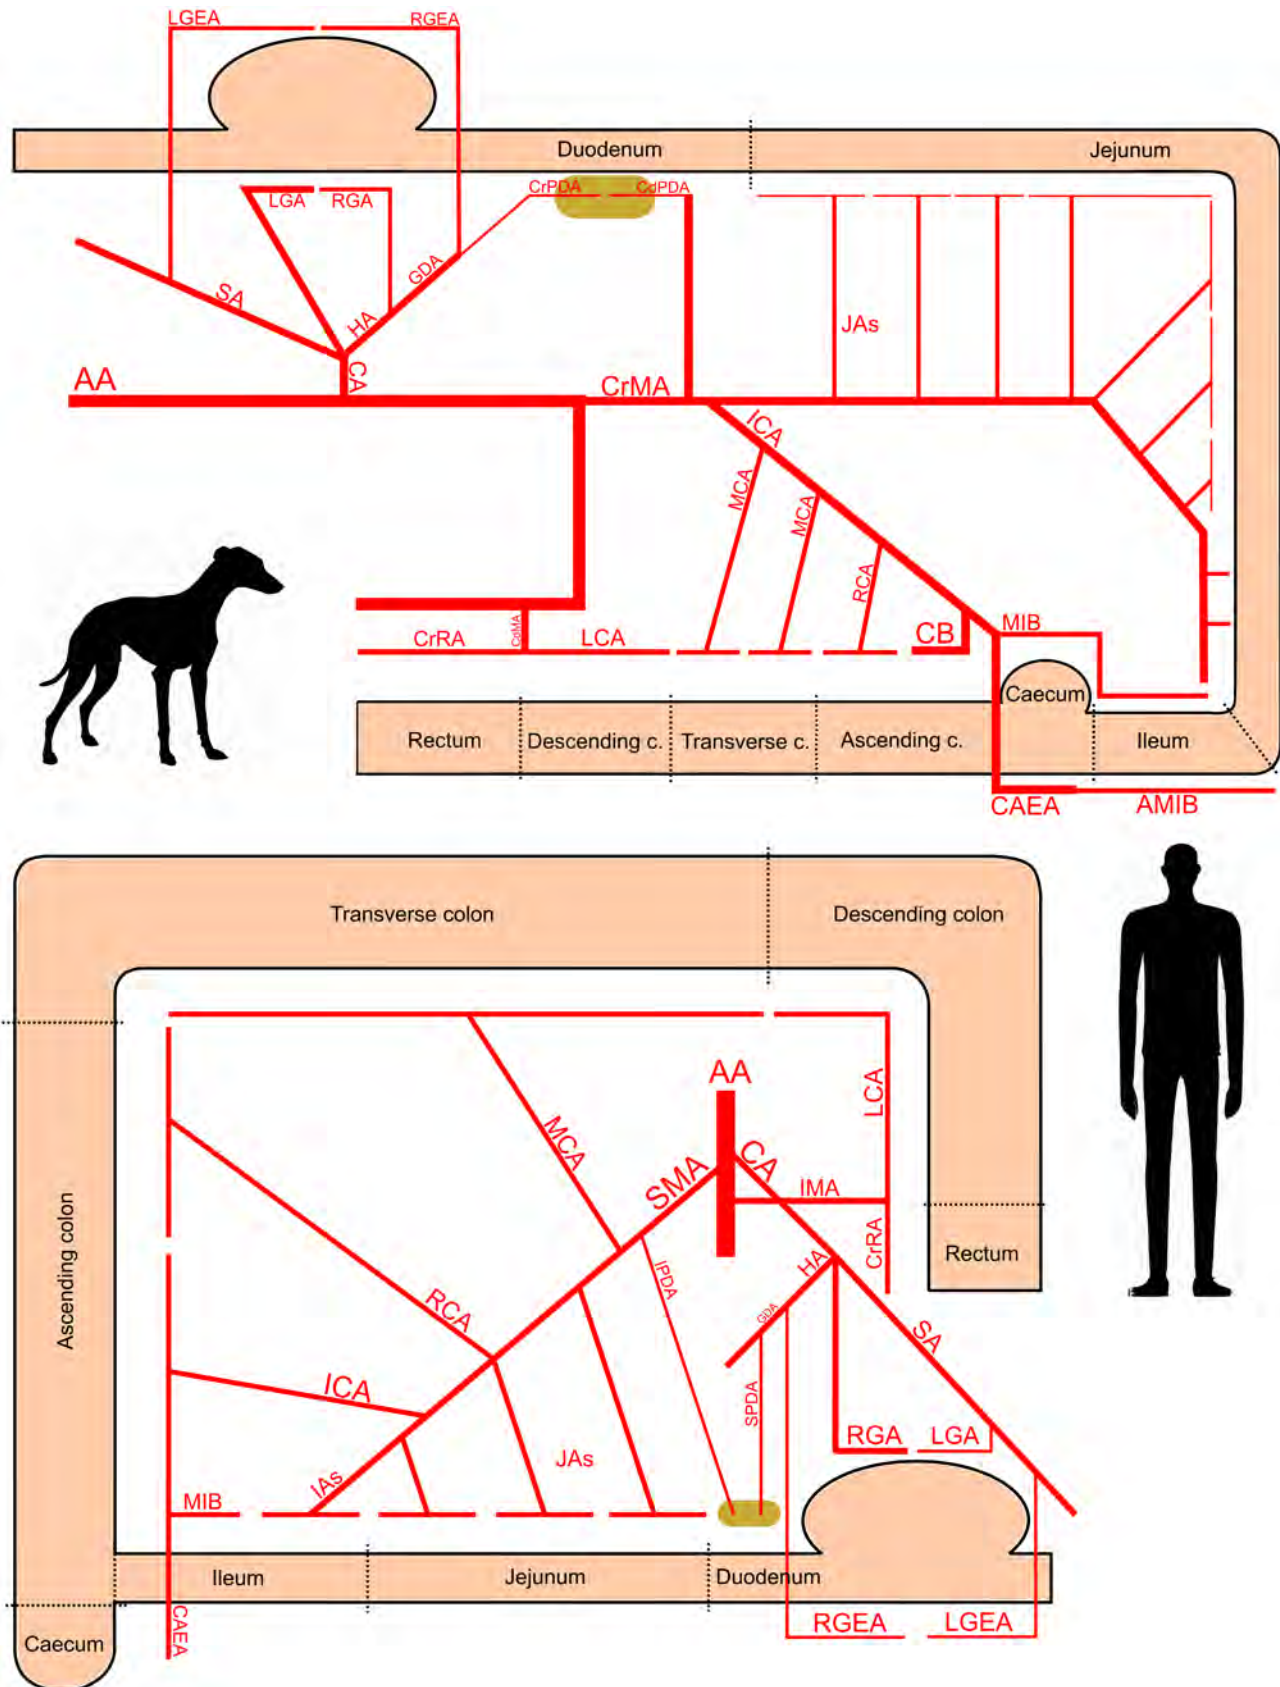 LGEA
RGEA
Duodenum
Jejunum
CrPDA
CdPDA
LGA
RGA
GDA
SA
HA
JAs
CA
AA
CrMA
ICA
MCA
MCA
RCA
CB
MIB
CrRA
CdMA
LCA
Caecum
Rectum
Descending c.
Transverse c.
Ascending c.
Ileum
CAEA
AMIB
Transverse colon
Descending colon
AA
LCA
MCA
SMA
CA
IMA
Ascending colon
CrRA
Rectum
HA
IPDA
RCA
GDA
SA
ICA
SPDA
RGA
LGA
JAs
IAs
MIB
Ileum
Jejunum
Duodenum
CAEA
RGEA
LGEA
Caecum